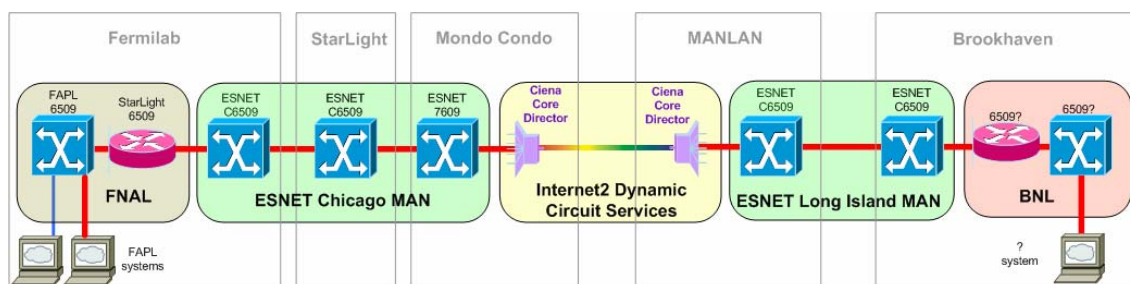 Fermilab
StarLight
Mondo Condo
MANLAN
Brookhaven
FAPL
6509
StarLight
6509
ESNET
C6509
ESNET
C6509
ESNET
7609
Ciena
Core
Director
Ciena
Core
Director
ESNET
C6509
ESNET
C6509
6509?
6509?
FNAL
ESNET Chicago MAN
Internet2 Dynamic
Circuit Services
ESNET Long Island MAN
BNL
FAPL
systems
?
system